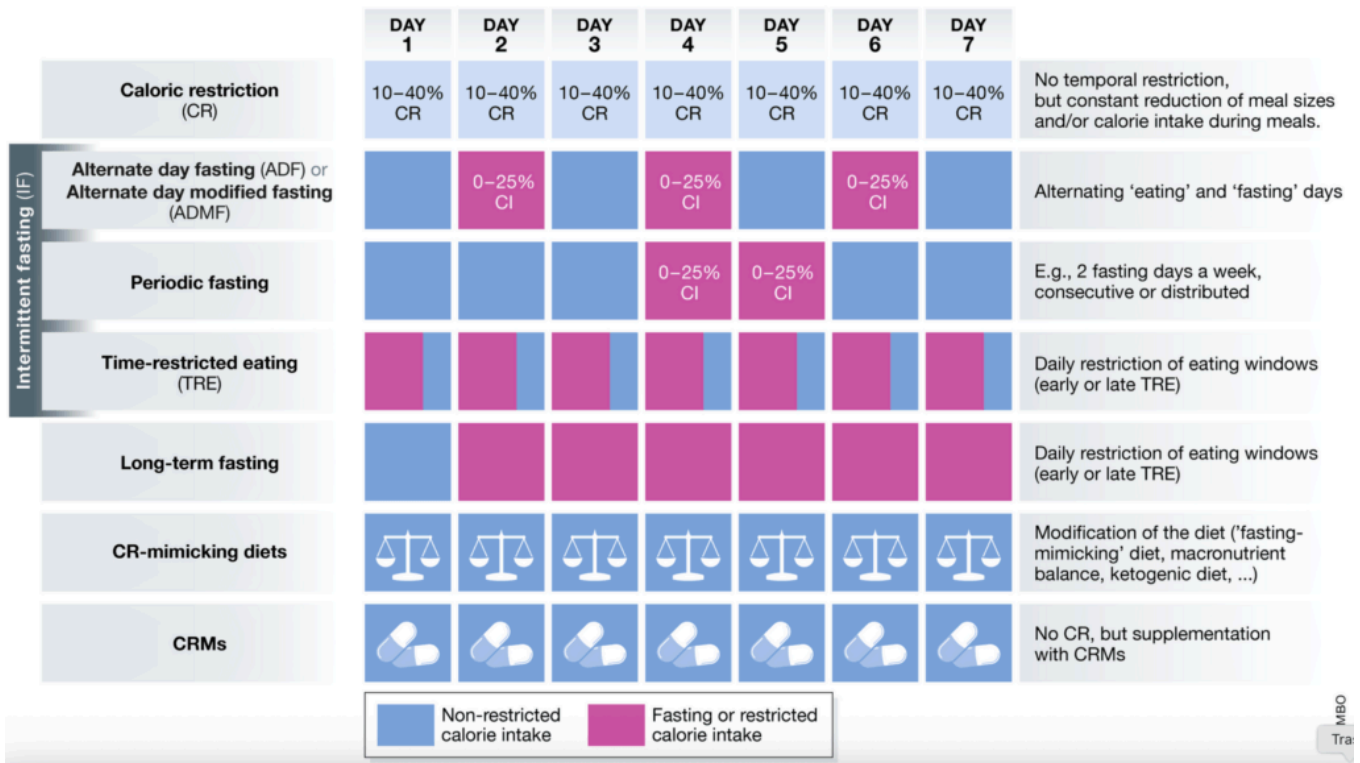 DAY
1
DAY
2
DAY
3
DAY
4
DAY
5
DAY
6
DAY
7
Caloric restriction
(CR)
10–40%
CR
10–40%
CR
10–40%
CR
10–40%
CR
10–40%
CR
10–40%
CR
10–40%
CR
No temporal restriction,
but constant reduction of meal sizes
and/or calorie intake during meals.
Intermittent fasting (IF)
Alternate day fasting (ADF) or
Alternate day modified fasting
(ADMF)
0–25%
CI
0–25%
CI
0–25%
CI
Alternating ‘eating’ and ‘fasting’ days
Periodic fasting
0–25%
CI
0–25%
CI
E.g., 2 fasting days a week,
consecutive or distributed
Time-restricted eating
(TRE)
Daily restriction of eating windows
(early or late TRE)
Long-term fasting
Daily restriction of eating windows
(early or late TRE)
CR-mimicking diets
Modification of the diet (’fasting-
mimicking’ diet, macronutrient
balance, ketogenic diet, ...)
CRMs
No CR, but supplementation
with CRMs
Non-restricted
calorie intake
Fasting or restricted
calorie intake
MBO
Tras